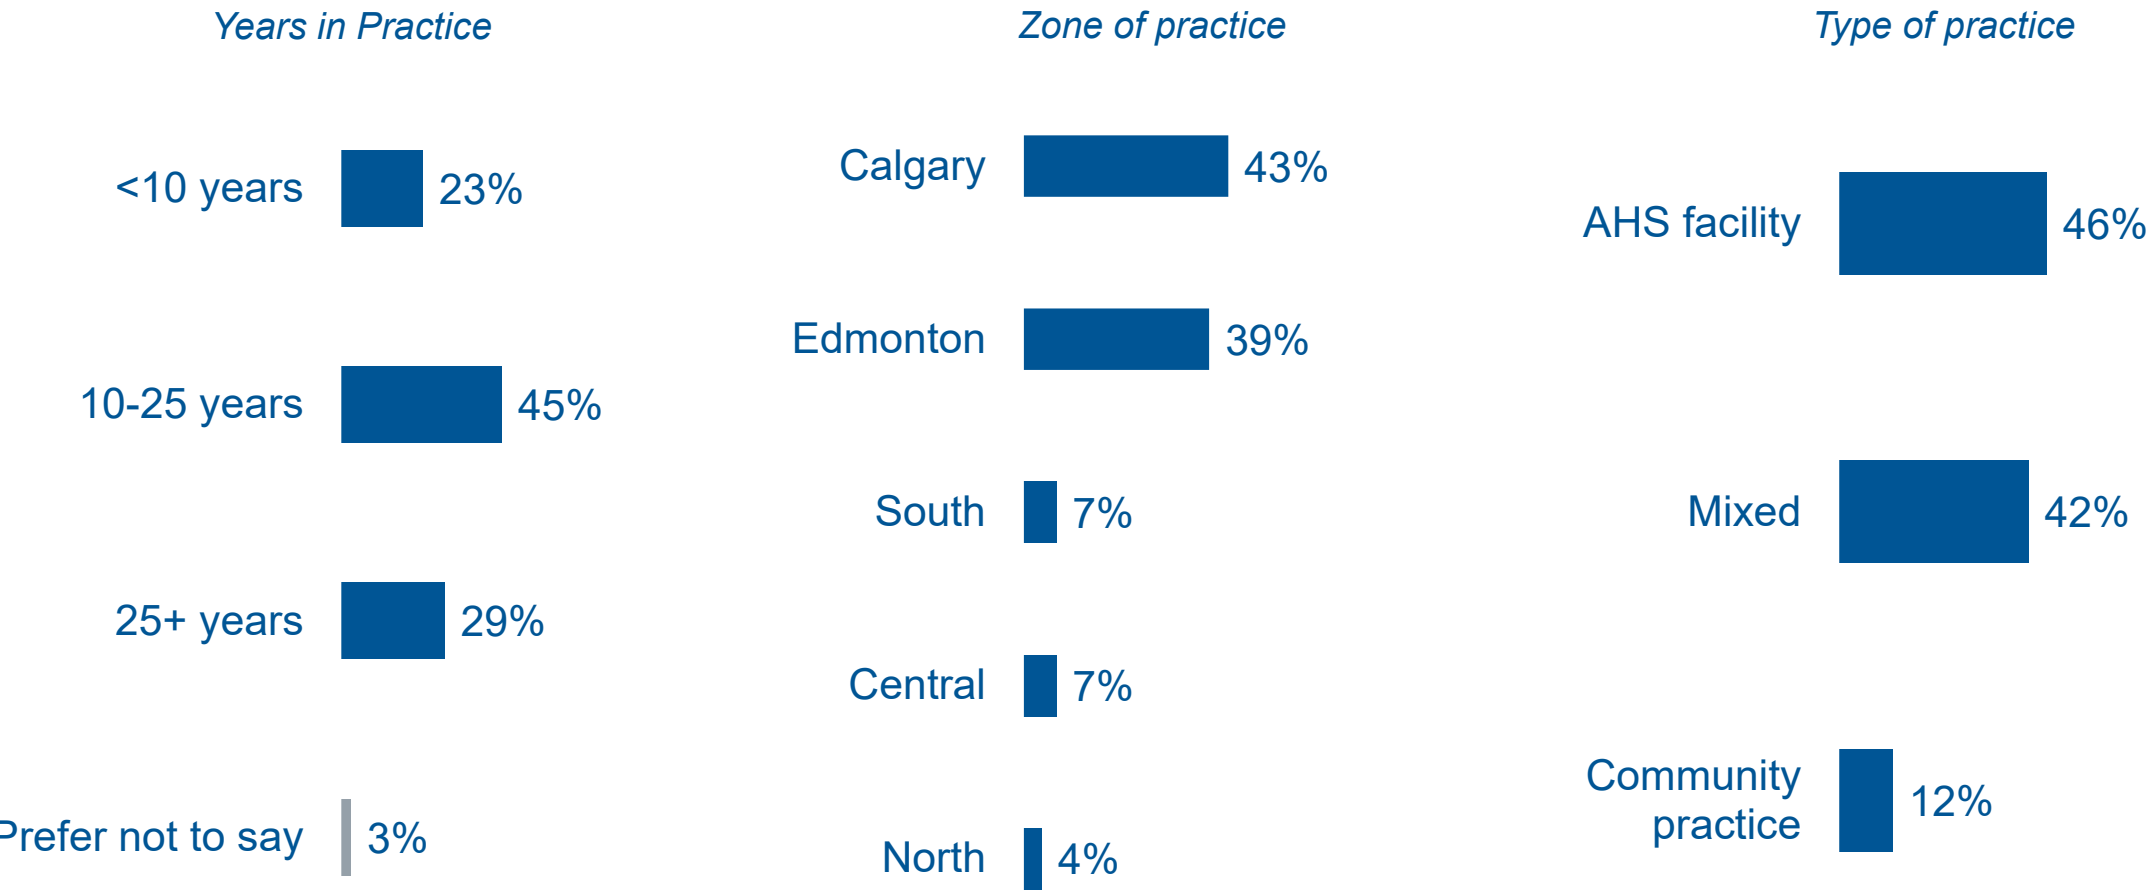 Years in Practice
<10 years 23%
10-25 years 45%
25+ years 29%
Prefer not to say 3%
Zone of practice
Calgary 43%
Edmonton 39%
South 7%
Central 7%
North 4%
Type of practice
AHS facility 46%
Mixed 42%
Community
practice 12%